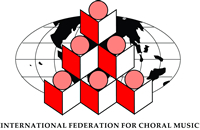 INTERNATIONAL FEDERATION FOR CHORAL MUSIC